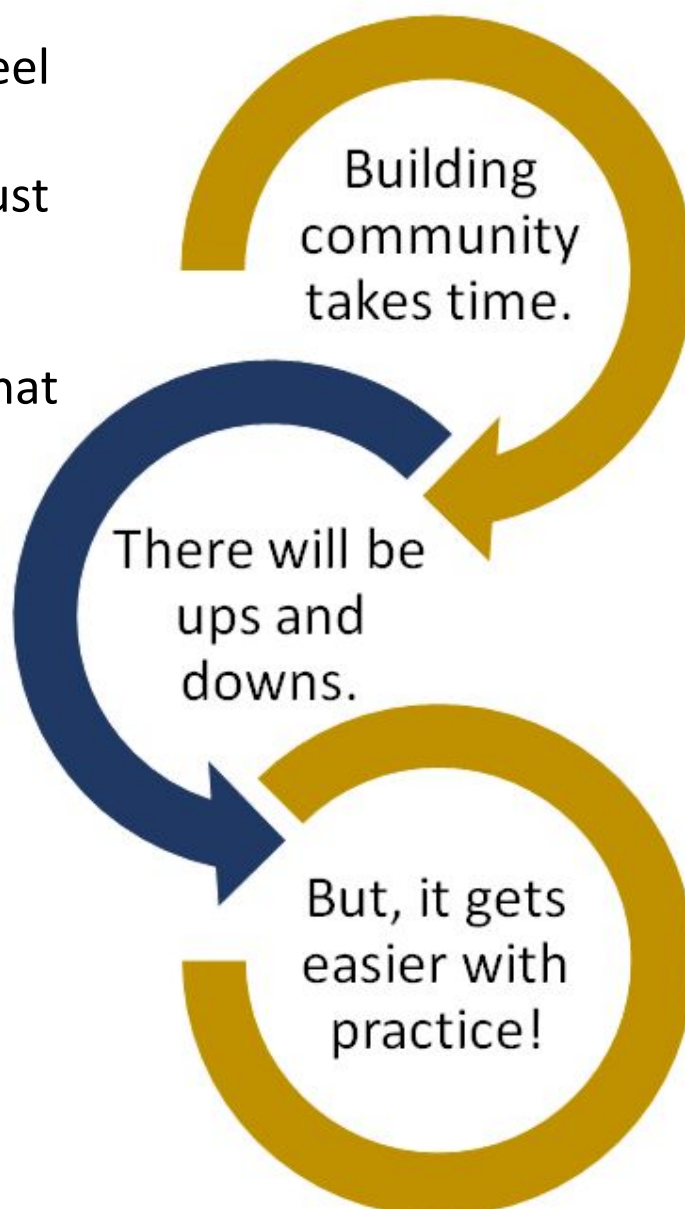 Building
community
takes time.
There will be
ups and
downs.
But, it gets
easier with
practice!